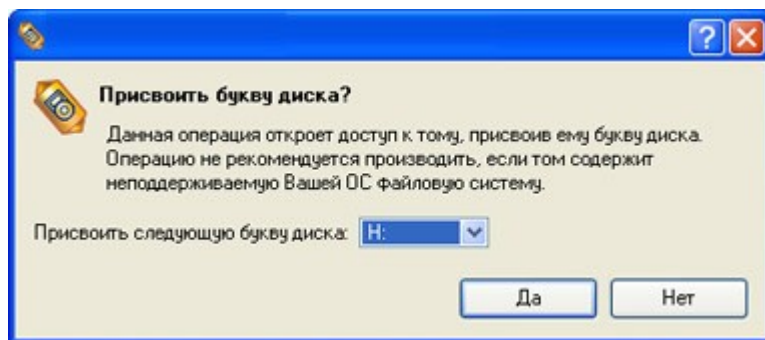 ?
Присвоить букву диска?
Данная операция откроет доступ к тому, присвоив ему букву диска.
Операцию не рекомендуется производить, если том содержит
неподдерживаемую Вашей ОС файловую систему.
Присвоить следующую букву диска: H:
Да Нет